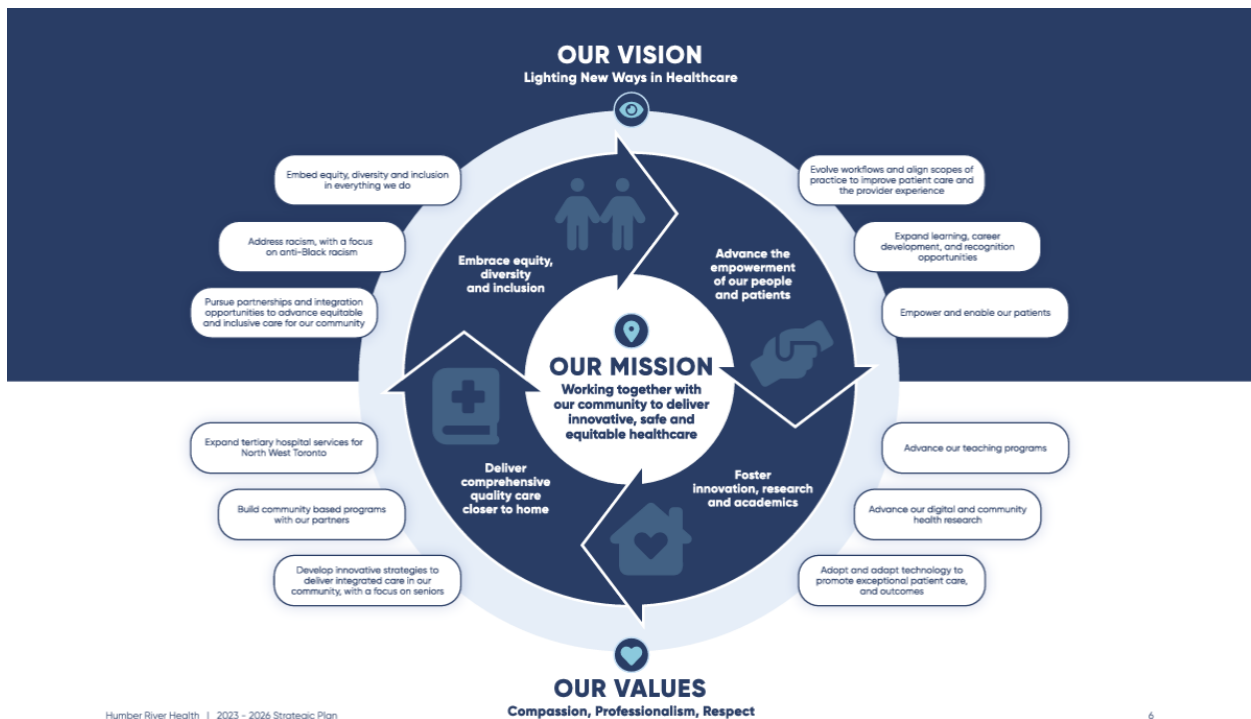 OUR VISION
Lighting New Ways in Healthcare
Embed equity, diversity and inclusion
in everything we do
Address racism, with a focus
on anti-Black racism
Pursue partnerships and integration
opportunities to advance equitable
and inclusive care for our community
Embrace equity,
diversity
and inclusion
Advance the
empowerment
of our people
and patients
Evolve workflows and align scopes of
practice to improve patient care and
the provider experience
Expand learning, career
development, and recognition
opportunities
Empower and enable our patients
OUR MISSION
Working together with
our community to deliver
innovative, safe and
equitable healthcare
Expand tertiary hospital services for
North West Toronto
Build community based programs
with our partners
Develop innovative strategies to
deliver integrated care in our
community, with a focus on seniors
Deliver
comprehensive
quality care
closer to home
Foster
innovation, research
and academics
Advance our teaching programs
Advance our digital and community
health research
Adopt and adapt technology to
promote exceptional patient care,
and outcomes
OUR VALUES
Compassion, Professionalism, Respect
Humber River Health | 2023 - 2026 Strategic Plan
6